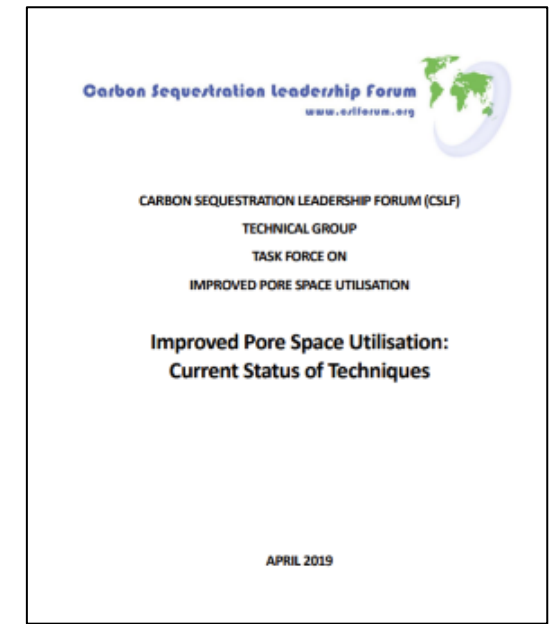 Carbon Sequestration Leadership Forum
www.cslforum.org
CARBON SEQUESTRATION LEADERSHIP FORUM (CSLF)
TECHNICAL GROUP
TASK FORCE ON
IMPROVED PORE SPACE UTILISATION
Improved Pore Space Utilisation:
Current Status of Techniques
APRIL 2019